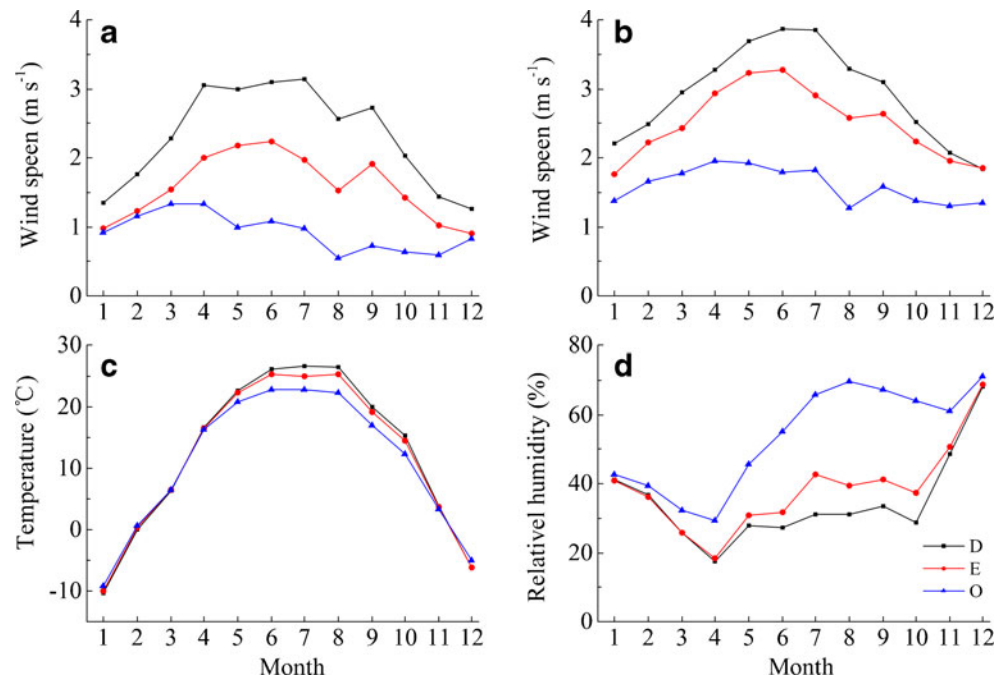 a
Wind speen (m s⁻¹)
4
3
2
1
0
1 2 3 4 5 6 7 8 9 10 11 12
b
Wind speen (m s⁻¹)
4
3
2
1
0
1 2 3 4 5 6 7 8 9 10 11 12
c
Temperature (℃)
30
20
10
0
-10
1 2 3 4 5 6 7 8 9 10 11 12
Month
d
Relativel humidity (%)
80
60
40
20
0
D
E
O
1 2 3 4 5 6 7 8 9 10 11 12
Month